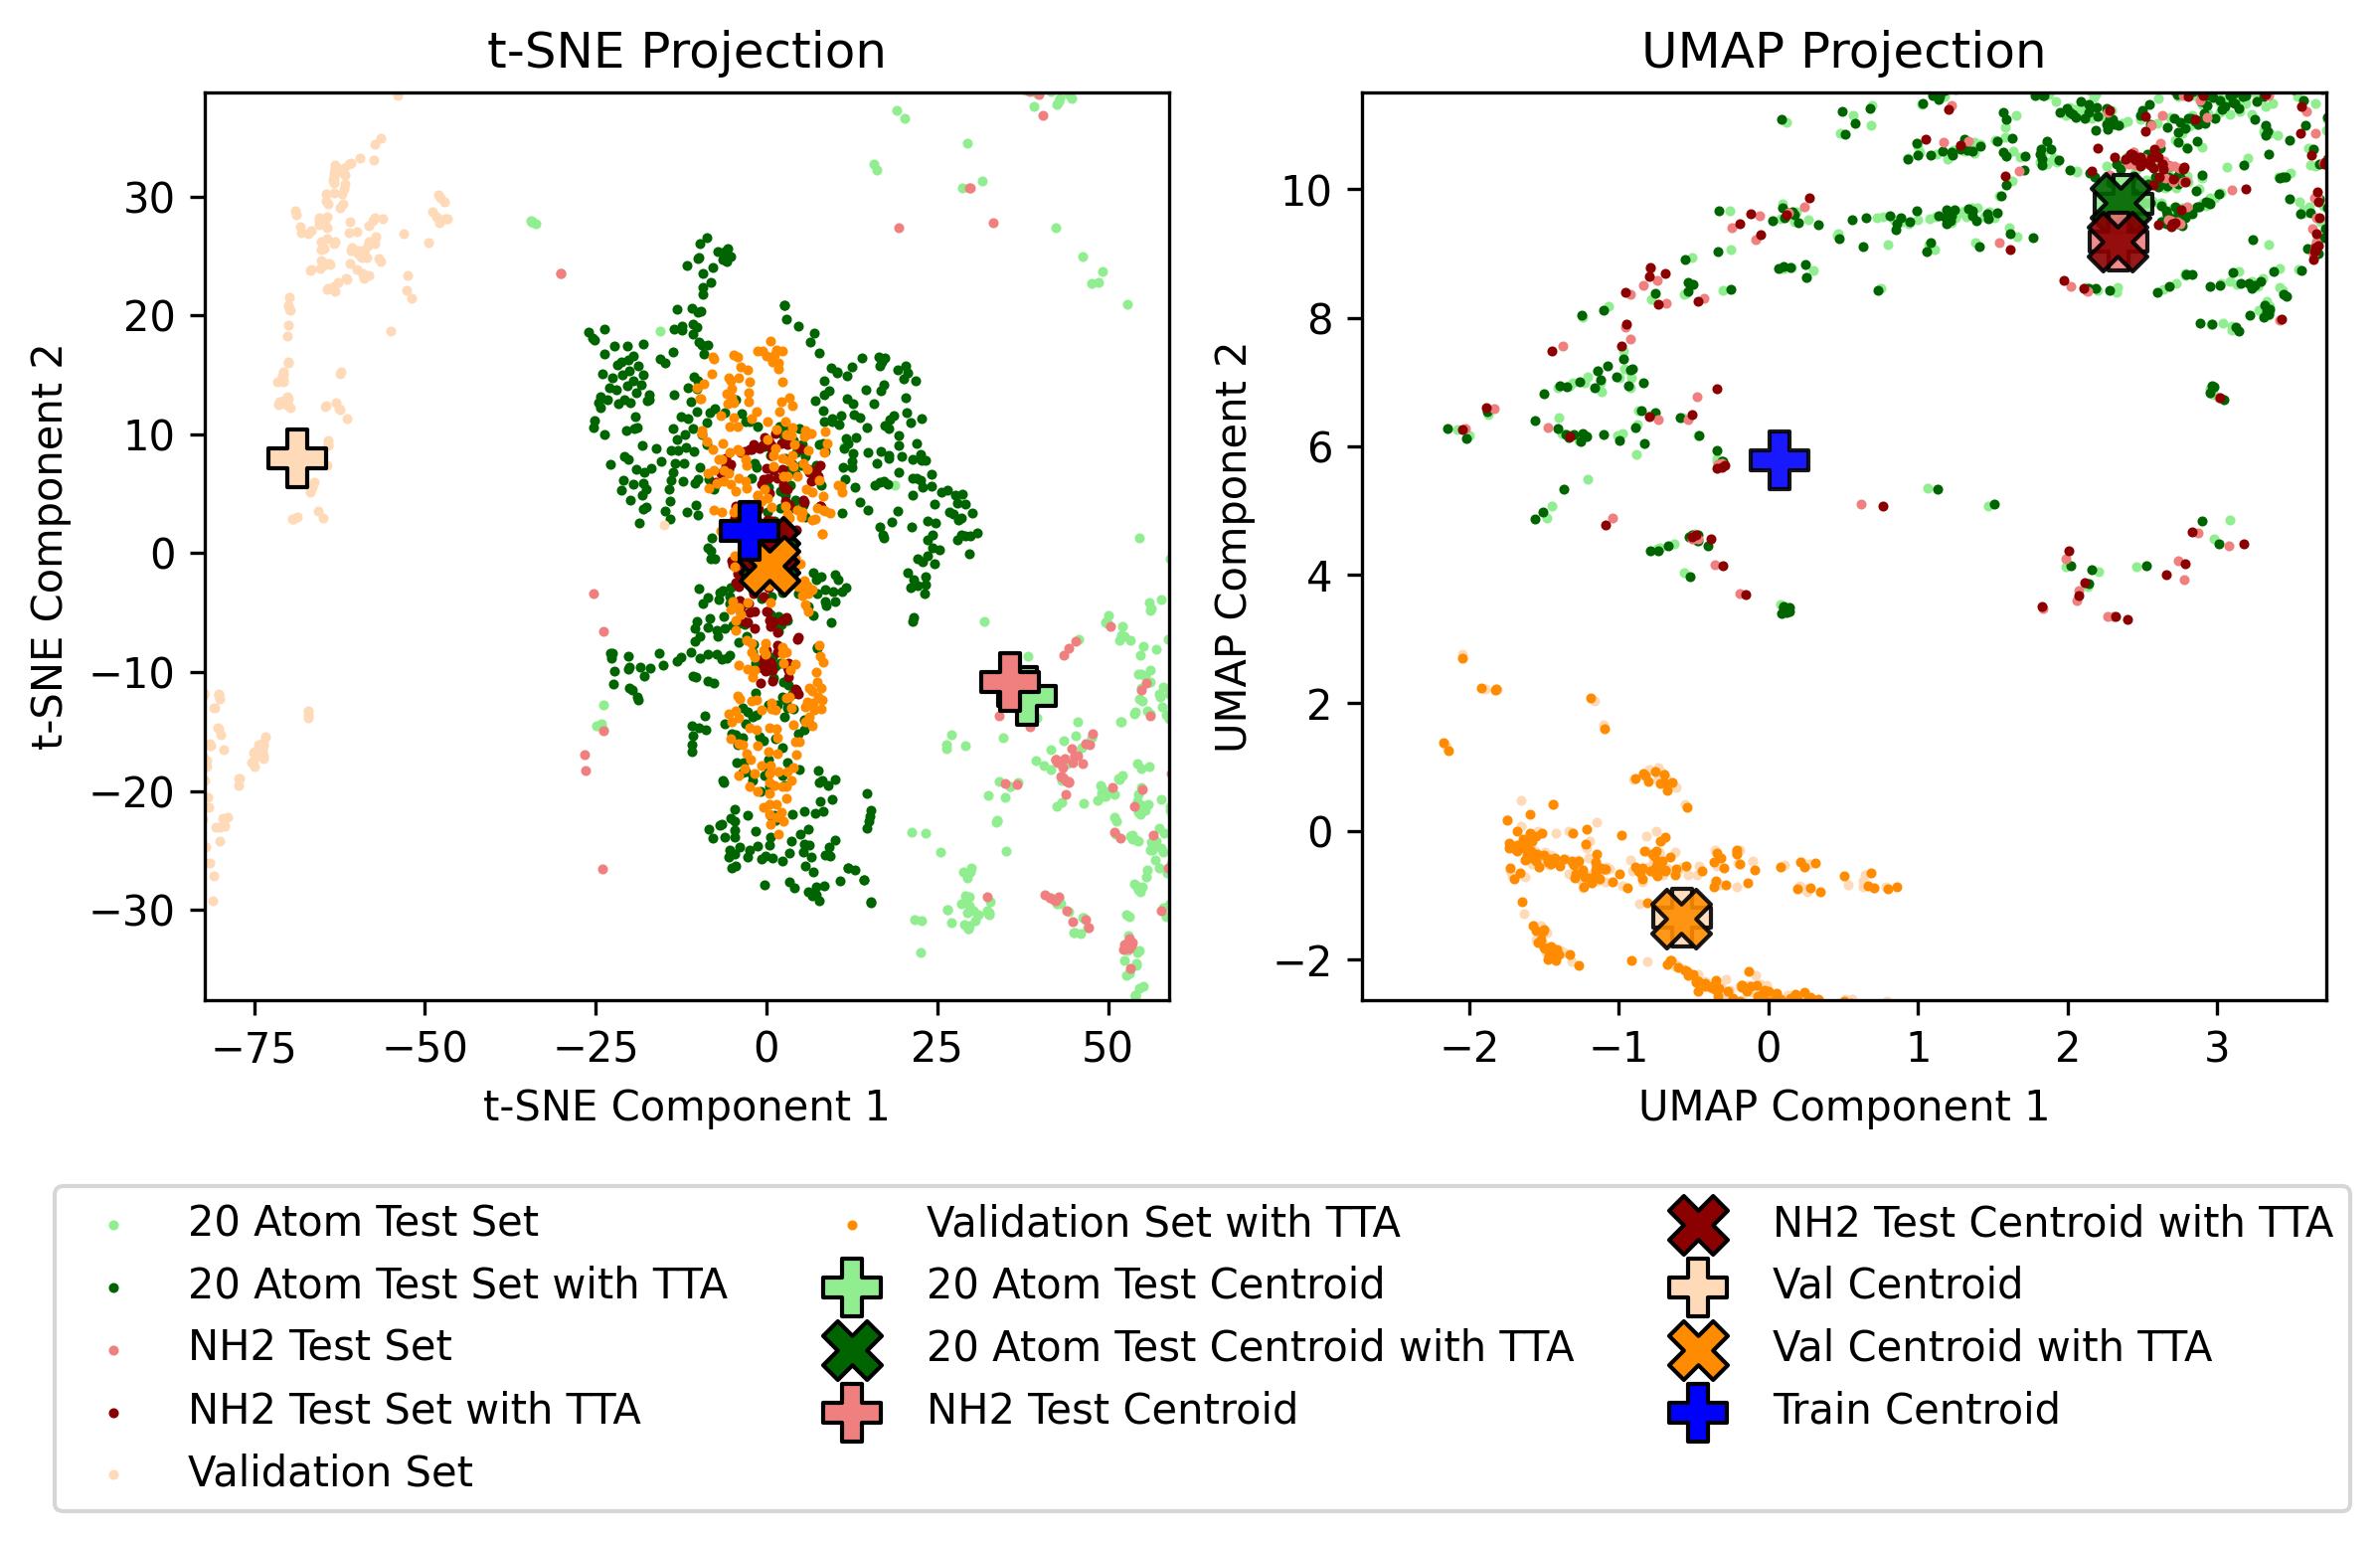 t-SNE Projection
UMAP Projection
30
20
10
0
−10
−20
−30
t-SNE Component 2
−75
−50
−25
0
25
50
t-SNE Component 1
10
8
6
4
2
0
−2
UMAP Component 2
−2
−1
0
1
2
3
UMAP Component 1
20 Atom Test Set
20 Atom Test Set with TTA
NH2 Test Set
NH2 Test Set with TTA
Validation Set
Validation Set with TTA
20 Atom Test Centroid
20 Atom Test Centroid with TTA
NH2 Test Centroid
NH2 Test Centroid with TTA
Val Centroid
Val Centroid with TTA
Train Centroid